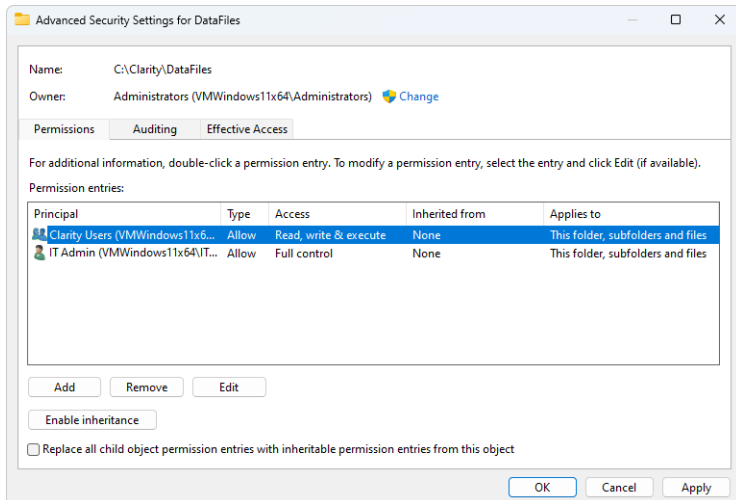 Advanced Security Settings for DataFiles
Name: C:\Clarity\DataFiles
Owner: Administrators (VMWindows11x64\Administrators) Change
Permissions Auditing Effective Access
For additional information, double-click a permission entry. To modify a permission entry, select the entry and click Edit (if available).
Permission entries:
Principal Type Access Inherited from Applies to
Clarity Users (VMWindows11x6... Allow Read, write & execute None This folder, subfolders and files
IT Admin (VMWindows11x64\IT... Allow Full control None This folder, subfolders and files
Add Remove Edit
Enable inheritance
Replace all child object permission entries with inheritable permission entries from this object
OK Cancel Apply